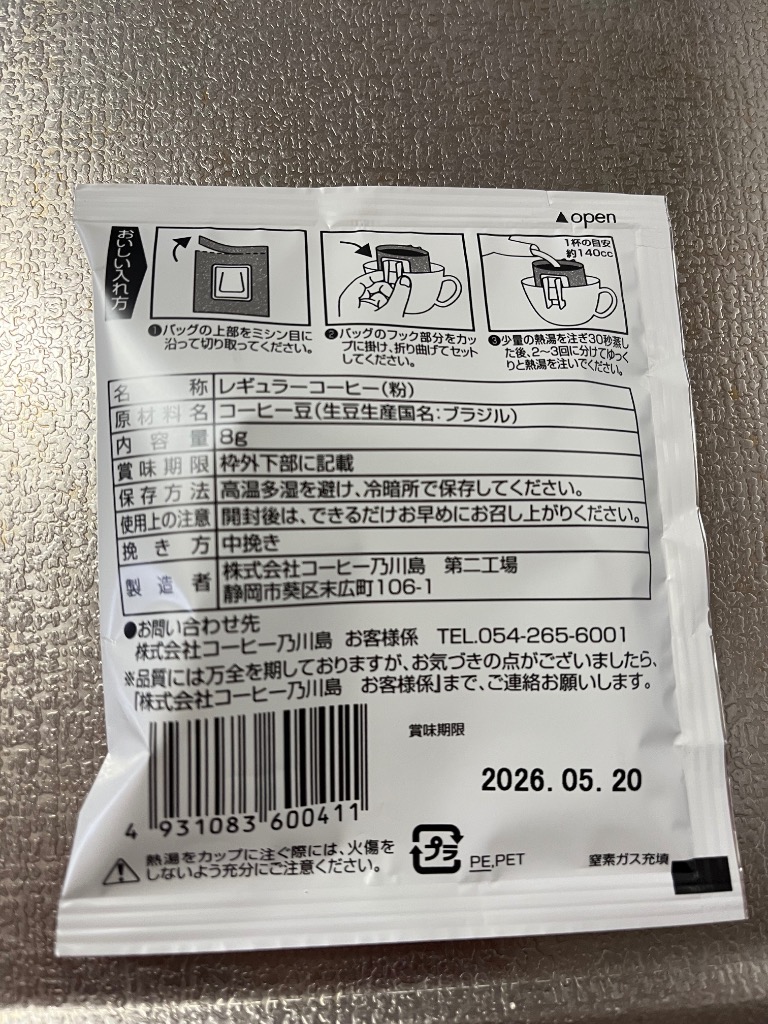 ▲open
おいしい入れ方
1杯の目安
約140cc
❶バッグの上部をミシン目に
沿って切り取ってください。
❷バッグのフック部分をカッ
プに掛け、折り曲げてセット
してください。
❸少量の熱湯を注ぎ30秒蒸し
た後、2〜3回に分けてゆっく
りと熱湯を注いでください。
名称 レギュラーコーヒー(粉)
原材料名 コーヒー豆(生豆生産国名:ブラジル)
内容量 8g
賞味期限 枠外下部に記載
保存方法 高温多湿を避け、冷暗所で保存してください。
使用上の注意 開封後は、できるだけお早めにお召し上がりください。
挽き方 中挽き
製造者 株式会社コーヒー乃川島 第二工場
静岡市葵区末広町106-1
●お問い合わせ先
株式会社コーヒー乃川島 お客様係 TEL.054-265-6001
※品質には万全を期しておりますが、お気づきの点がございましたら、
「株式会社コーヒー乃川島 お客様係」まで、ご連絡お願いします。
賞味期限
2026.05.20
4 931083 600411
熱湯をカップに注ぐ際には、火傷を
しないよう充分にご注意ください。
プラ
PE,PET
窒素ガス充填